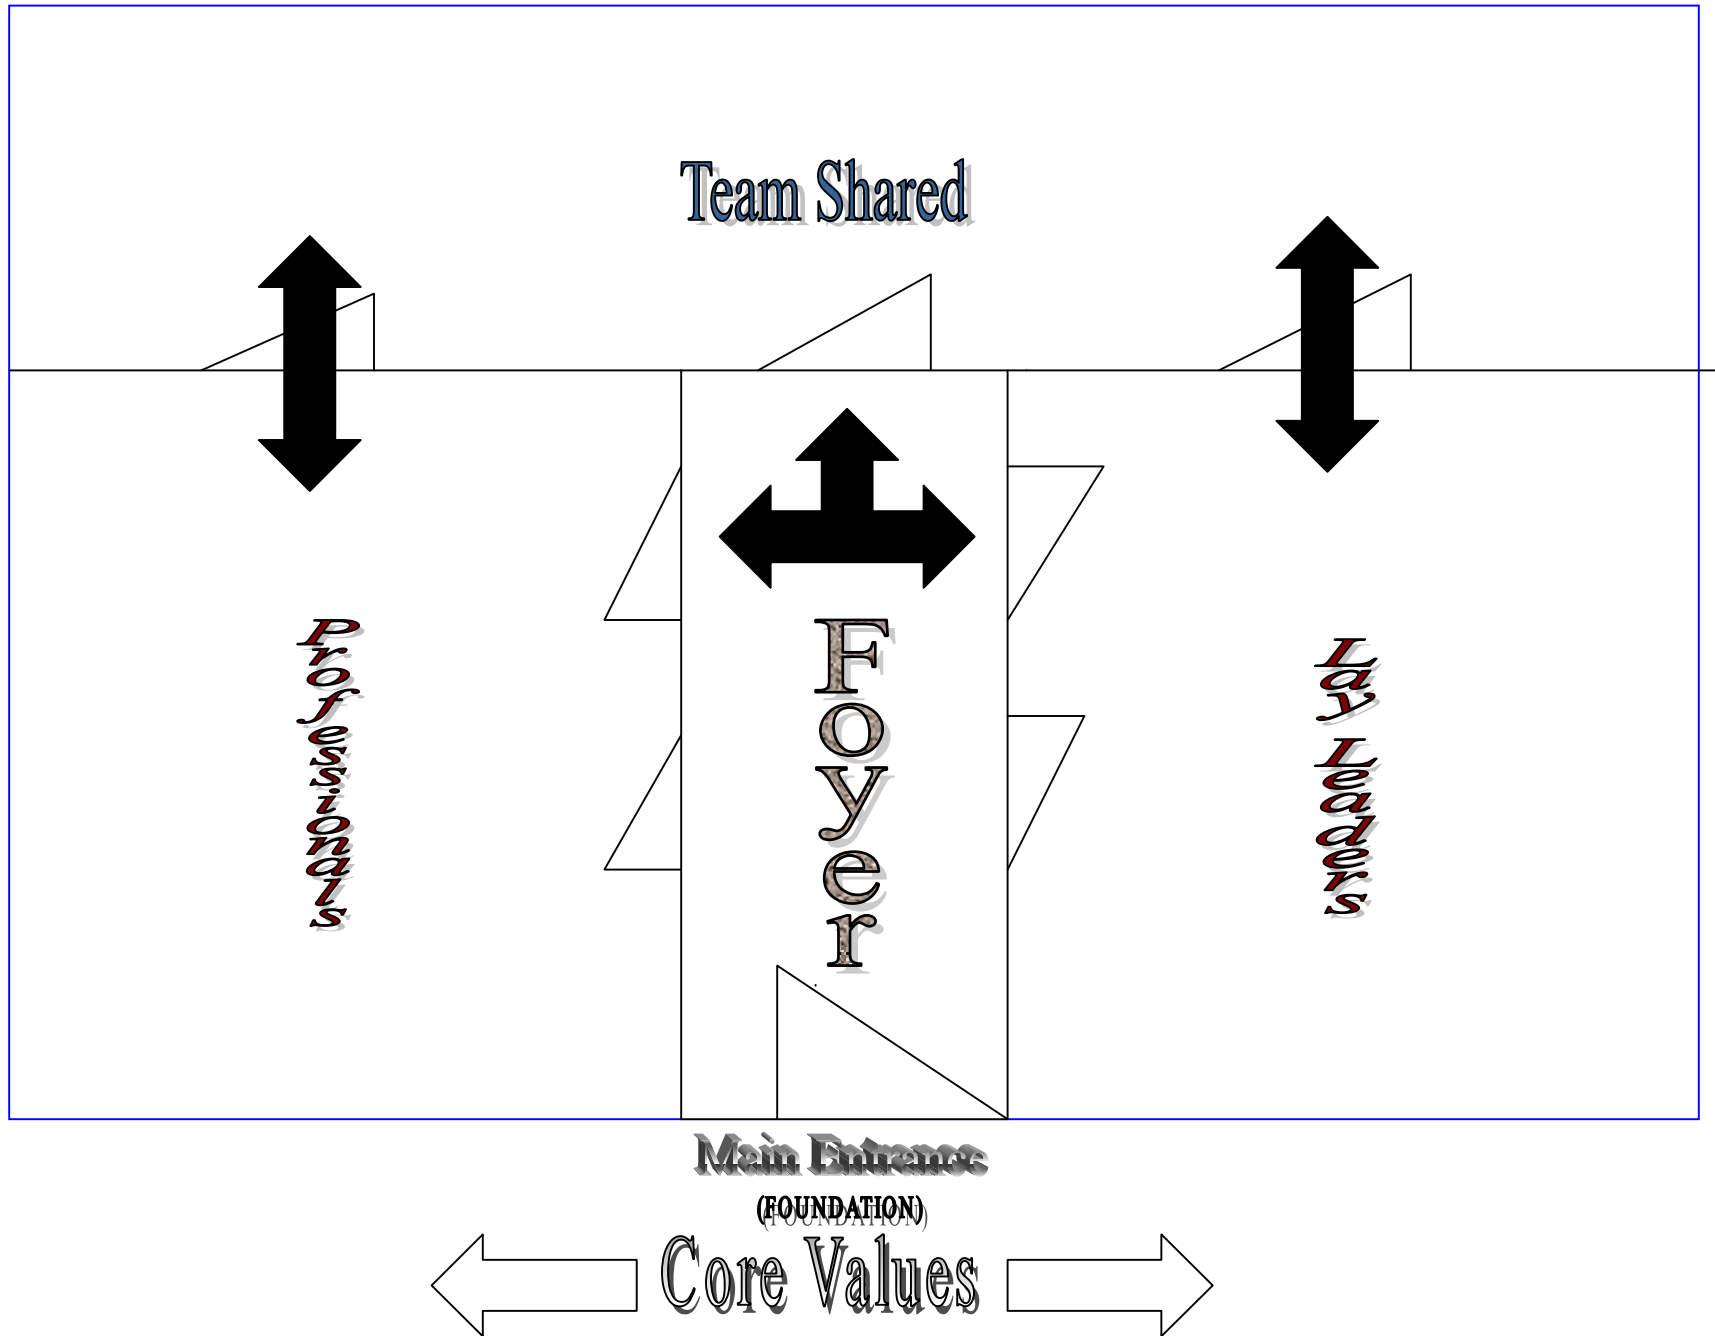 Team Shared
Professionals
Foyer
Lay Leaders
Main Entrance
(FOUNDATION)
Core Values